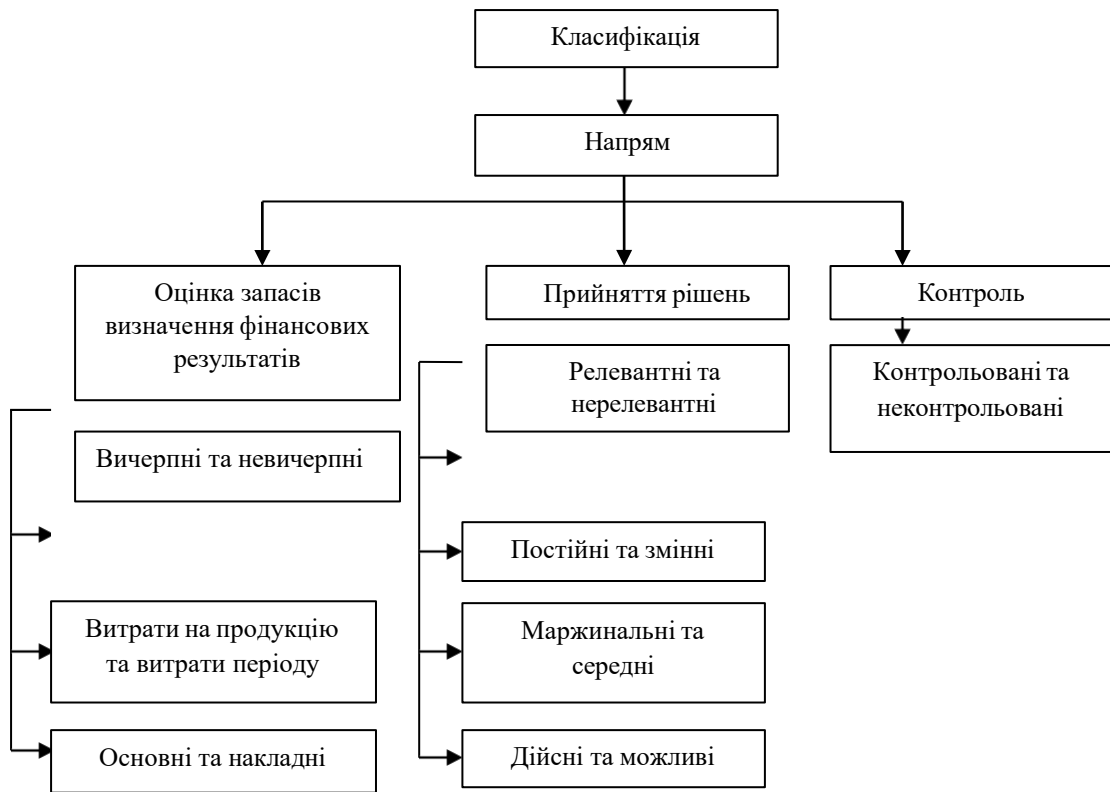 Класифікація
Напрям
Оцінка запасів
визначення фінансових
результатів
Прийняття рішень
Контроль
Релевантні та
нерелевантні
Контрольовані та
неконтрольовані
Вичерпні та невичерпні
Постійні та змінні
Витрати на продукцію
та витрати періоду
Маржинальні та
середні
Основні та накладні
Дійсні та можливі